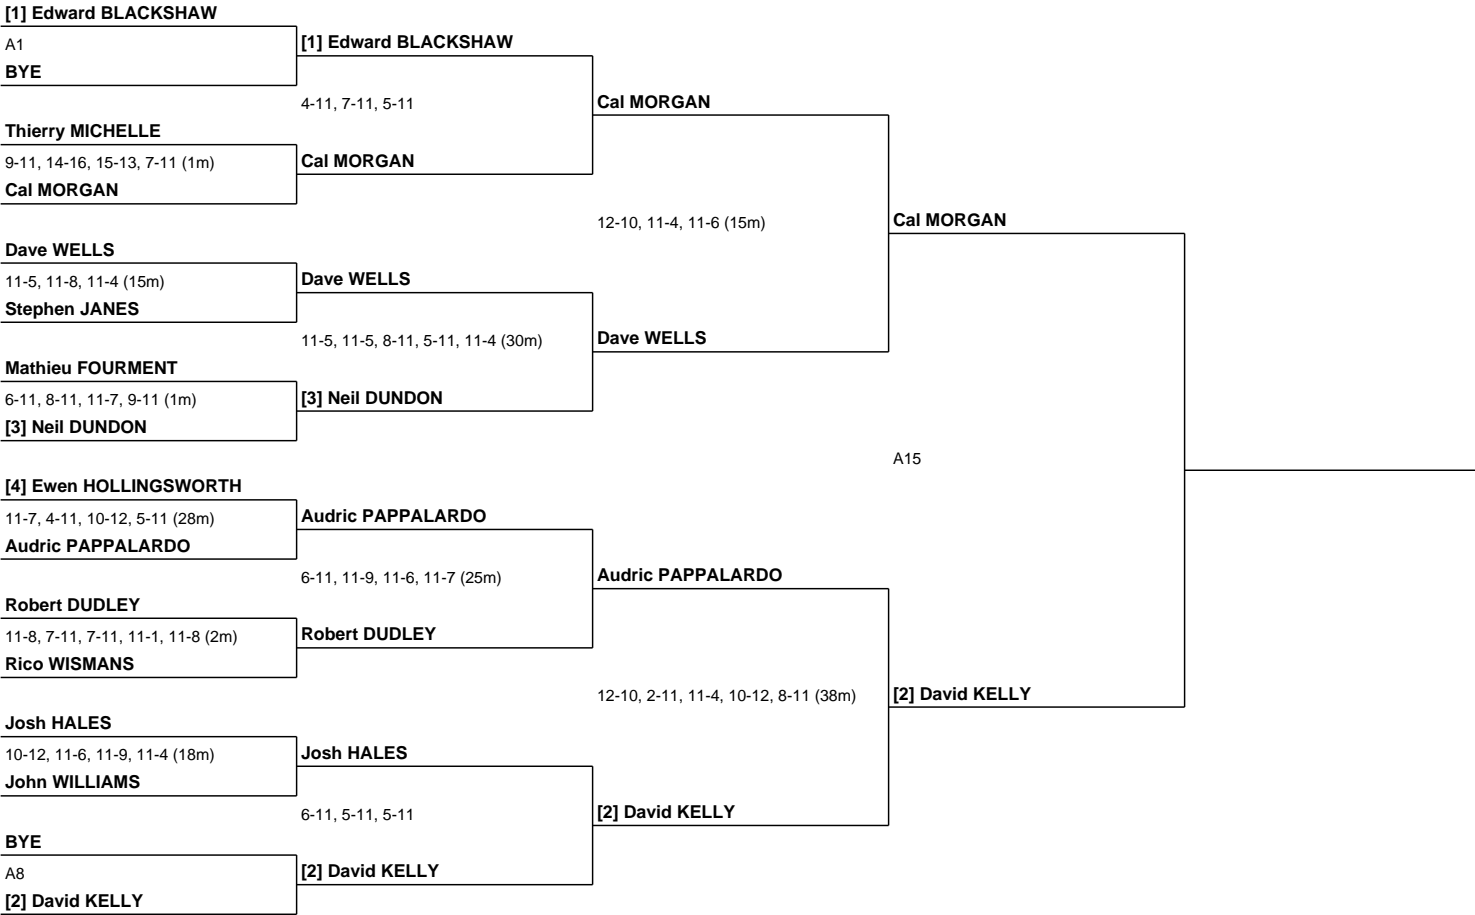 [1] Edward BLACKSHAW
A1
BYE
Thierry MICHELLE
9-11, 14-16, 15-13, 7-11 (1m)
Cal MORGAN
Dave WELLS
11-5, 11-8, 11-4 (15m)
Stephen JANES
Mathieu FOURMENT
6-11, 8-11, 11-7, 9-11 (1m)
[3] Neil DUNDON
[4] Ewen HOLLINGSWORTH
11-7, 4-11, 10-12, 5-11 (28m)
Audric PAPPALARDO
Robert DUDLEY
11-8, 7-11, 7-11, 11-1, 11-8 (2m)
Rico WISMANS
Josh HALES
10-12, 11-6, 11-9, 11-4 (18m)
John WILLIAMS
BYE
A8
[2] David KELLY
[1] Edward BLACKSHAW
4-11, 7-11, 5-11
Cal MORGAN
Dave WELLS
11-5, 11-5, 8-11, 5-11, 11-4 (30m)
[3] Neil DUNDON
Audric PAPPALARDO
6-11, 11-9, 11-6, 11-7 (25m)
Robert DUDLEY
Josh HALES
6-11, 5-11, 5-11
[2] David KELLY
Cal MORGAN
12-10, 11-4, 11-6 (15m)
Dave WELLS
Audric PAPPALARDO
12-10, 2-11, 11-4, 10-12, 8-11 (38m)
[2] David KELLY
Cal MORGAN
A15
[2] David KELLY